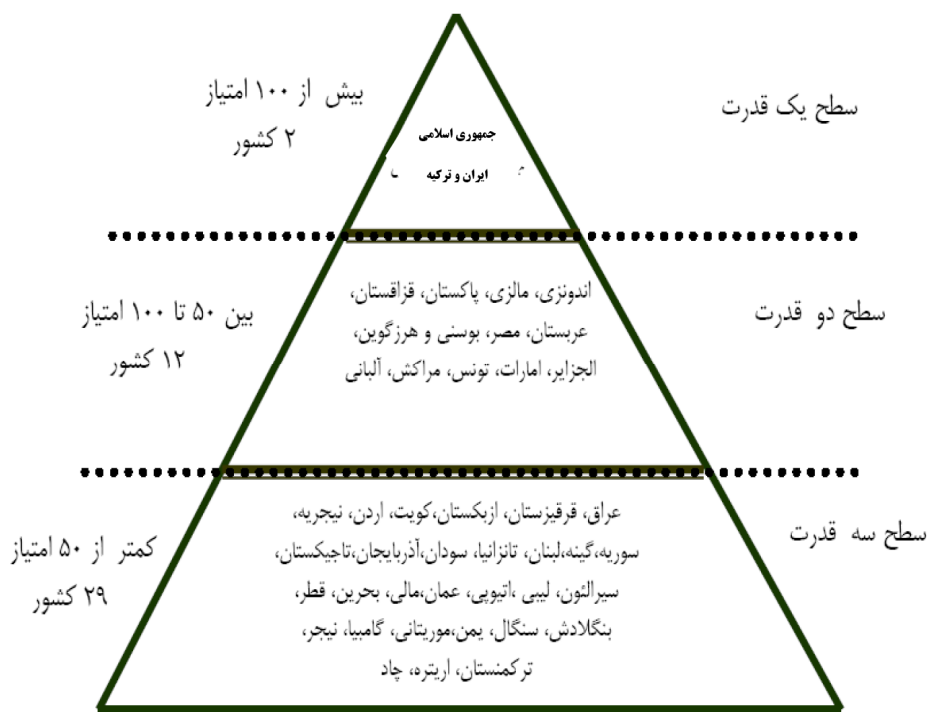 سطح یک قدرت
بیش از ۱۰۰ امتیاز
۲ کشور
جمهوری اسلامی
ایران و ترکیه
سطح دو قدرت
بین ۵۰ تا ۱۰۰ امتیاز
۱۲ کشور
اندونزی، مالزی، پاکستان، قزاقستان،
عربستان، مصر، بوسنی و هرزگوین،
الجزایر، امارات، تونس، مراکش، آلبانی
سطح سه قدرت
کمتر از ۵۰ امتیاز
۲۹ کشور
عراق، قرقیزستان، ازبکستان،کویت، اردن، نیجریه،
سوریه،گینه،لبنان، تانزانیا، سودان،آذربایجان،تاجیکستان،
سیرالئون، لیبی ،اتیوپی، عمان،مالی، بحرین، قطر،
بنگلادش، سنگال، یمن،موریتانی، گامبیا، نیجر،
ترکمنستان، اریتره، چاد